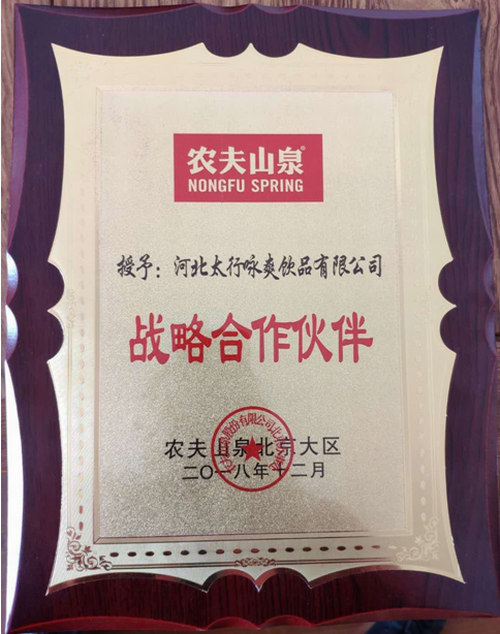 农夫山泉®
NONGFU SPRING
授予：河北太行咏爽饮品有限公司
战略合作伙伴
农夫山泉北京大区
二〇一八年十二月